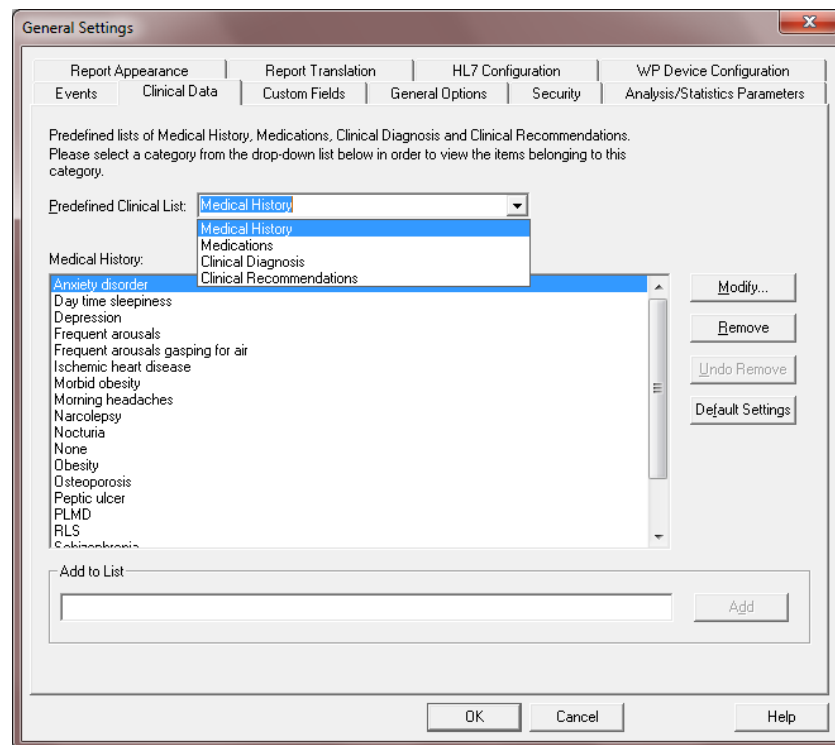 General Settings
Report Appearance Report Translation HL7 Configuration WP Device Configuration
Events Clinical Data Custom Fields General Options Security Analysis/Statistics Parameters
Predefined lists of Medical History, Medications, Clinical Diagnosis and Clinical Recommendations.
Please select a category from the drop-down list below in order to view the items belonging to this
category.
Predefined Clinical List: Medical History
Medical History
Medications
Clinical Diagnosis
Clinical Recommendations
Medical History:
Anxiety disorder
Day time sleepiness
Depression
Frequent arousals
Frequent arousals gasping for air
Ischemic heart disease
Morbid obesity
Morning headaches
Narcolepsy
Nocturia
None
Obesity
Osteoporosis
Peptic ulcer
PLMD
RLS
Schizophrenia
Modify...
Remove
Undo Remove
Default Settings
Add to List
Add
OK Cancel Help